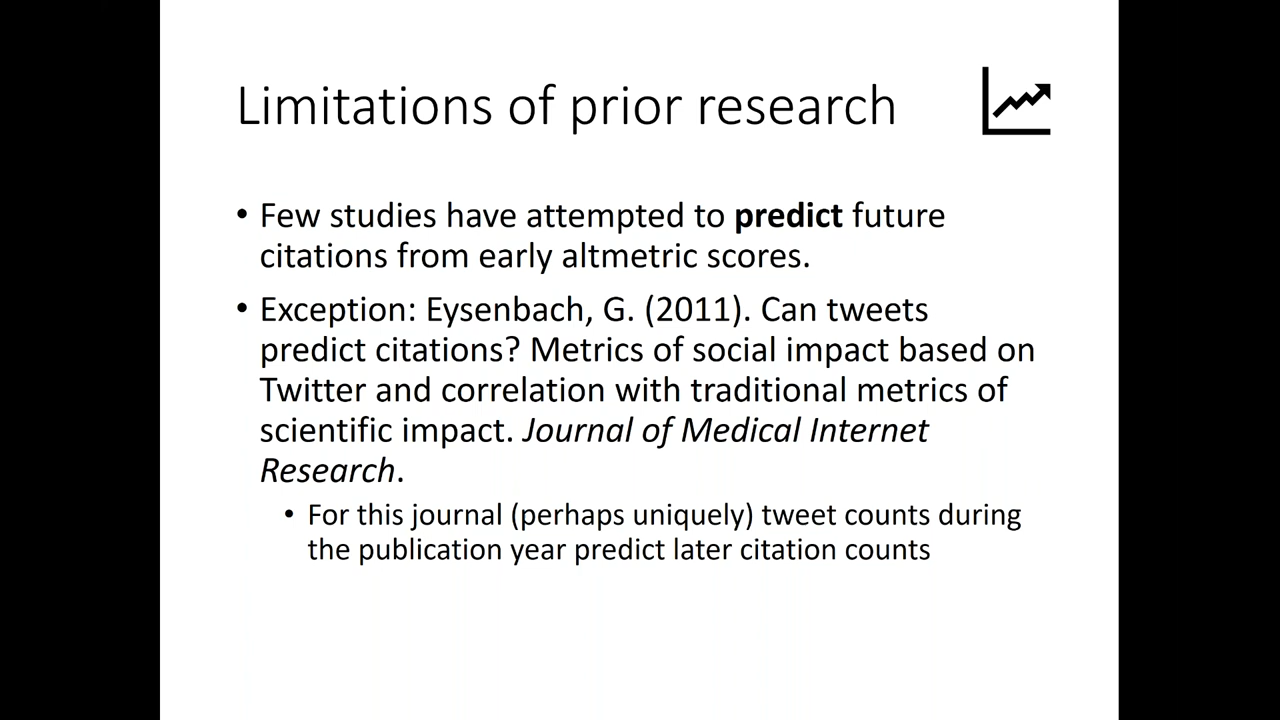 Limitations of prior research
• Few studies have attempted to predict future
citations from early altmetric scores.
• Exception: Eysenbach, G. (2011). Can tweets
predict citations? Metrics of social impact based on
Twitter and correlation with traditional metrics of
scientific impact. Journal of Medical Internet
Research.
• For this journal (perhaps uniquely) tweet counts during
the publication year predict later citation counts